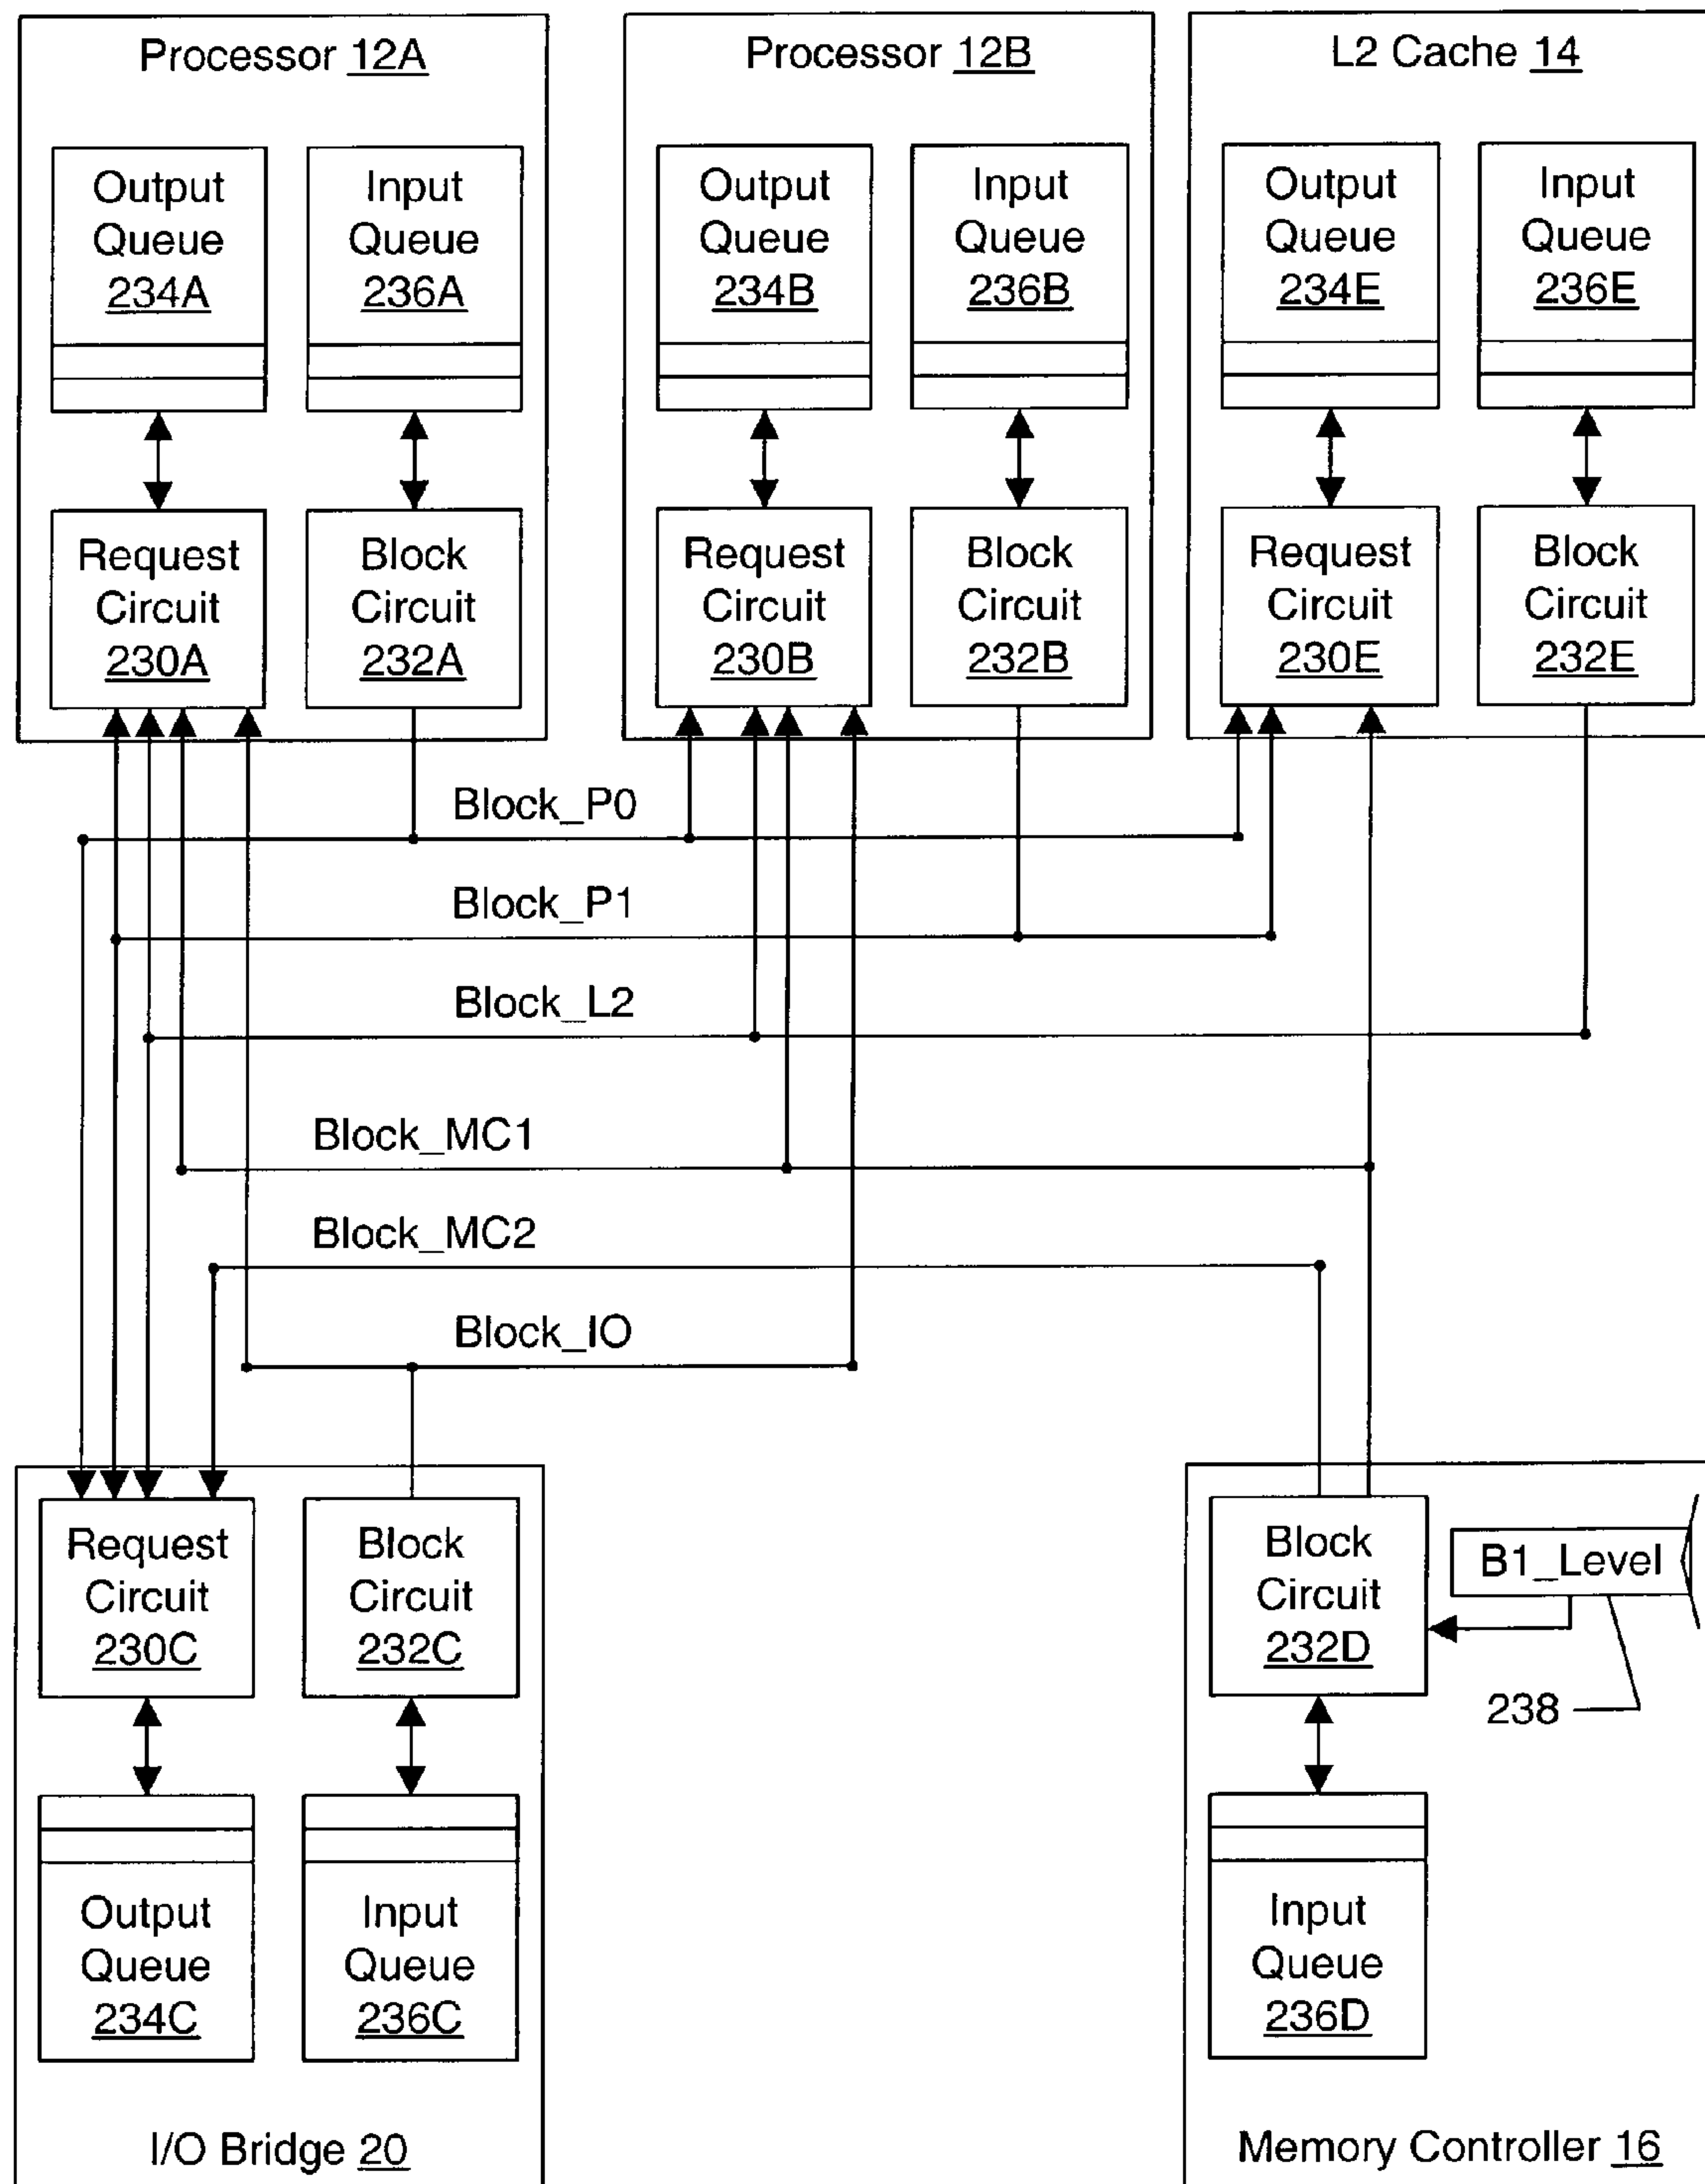 Processor 12A
Output
Queue
234A
Input
Queue
236A
Request
Circuit
230A
Block
Circuit
232A
Processor 12B
Output
Queue
234B
Input
Queue
236B
Request
Circuit
230B
Block
Circuit
232B
L2 Cache 14
Output
Queue
234E
Input
Queue
236E
Request
Circuit
230E
Block
Circuit
232E
Block_P0
Block_P1
Block_L2
Block_MC1
Block_MC2
Block_IO
Request
Circuit
230C
Block
Circuit
232C
Output
Queue
234C
Input
Queue
236C
I/O Bridge 20
Block
Circuit
232D
B1_Level
238
Input
Queue
236D
Memory Controller 16